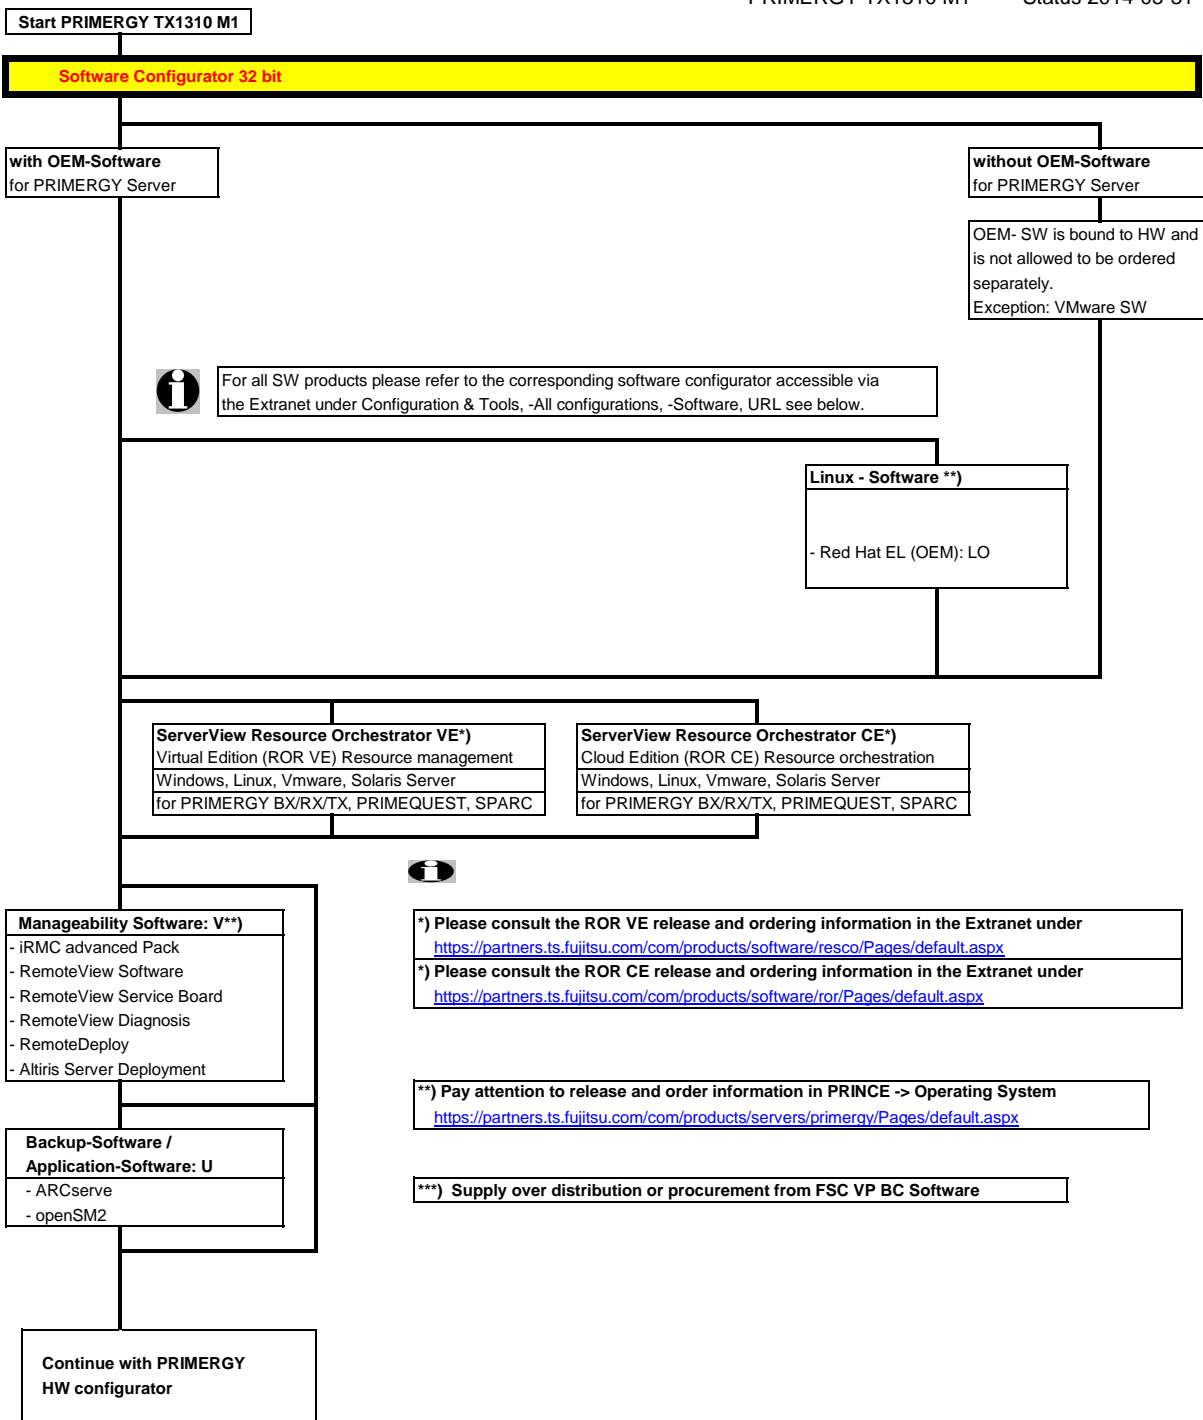 PRIMERGY TX1310 M1 Status 2014-03-31
Start PRIMERGY TX1310 M1
Software Configurator 32 bit
with OEM-Software
for PRIMERGY Server
without OEM-Software
for PRIMERGY Server
OEM- SW is bound to HW and
is not allowed to be ordered
separately.
Exception: VMware SW
For all SW products please refer to the corresponding software configurator accessible via
the Extranet under Configuration & Tools, -All configurations, -Software, URL see below.
Linux - Software **)
- Red Hat EL (OEM): LO
ServerView Resource Orchestrator VE*)
Virtual Edition (ROR VE) Resource management
Windows, Linux, Vmware, Solaris Server
for PRIMERGY BX/RX/TX, PRIMEQUEST, SPARC
ServerView Resource Orchestrator CE*)
Cloud Edition (ROR CE) Resource orchestration
Windows, Linux, Vmware, Solaris Server
for PRIMERGY BX/RX/TX, PRIMEQUEST, SPARC
Manageability Software: V**)
- iRMC advanced Pack
- RemoteView Software
- RemoteView Service Board
- RemoteView Diagnosis
- RemoteDeploy
- Altiris Server Deployment
*) Please consult the ROR VE release and ordering information in the Extranet under
https://partners.ts.fujitsu.com/com/products/software/resco/Pages/default.aspx
*) Please consult the ROR CE release and ordering information in the Extranet under
https://partners.ts.fujitsu.com/com/products/software/ror/Pages/default.aspx
**) Pay attention to release and order information in PRINCE -> Operating System
https://partners.ts.fujitsu.com/com/products/servers/primergy/Pages/default.aspx
Backup-Software /
Application-Software: U
- ARCserve
- openSM2
***) Supply over distribution or procurement from FSC VP BC Software
Continue with PRIMERGY
HW configurator